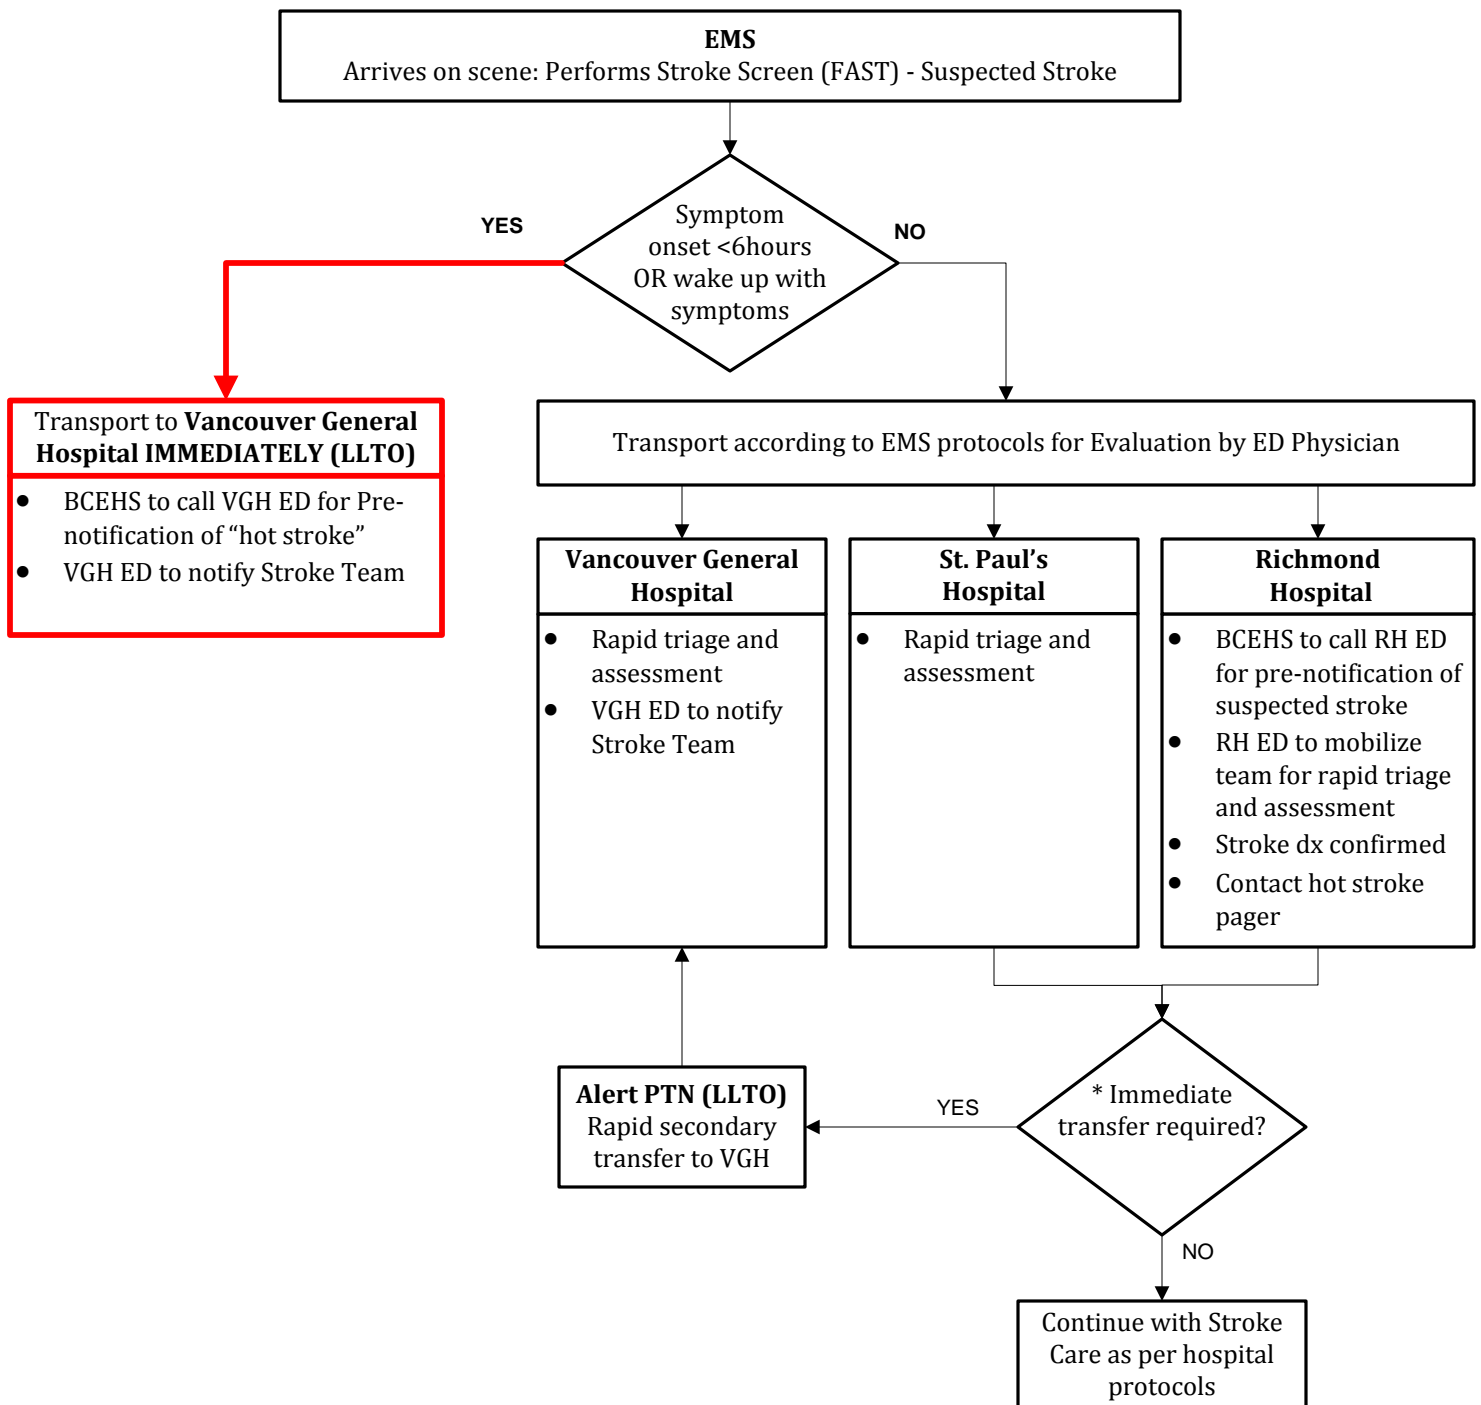 EMS
Arrives on scene: Performs Stroke Screen (FAST) - Suspected Stroke
Symptom
onset <6hours
OR wake up with
symptoms
YES
NO
Transport to Vancouver General
Hospital IMMEDIATELY (LLTO)
● BCEHS to call VGH ED for Pre-
notification of “hot stroke”
● VGH ED to notify Stroke Team
Transport according to EMS protocols for Evaluation by ED Physician
Vancouver General
Hospital
● Rapid triage and
assessment
● VGH ED to notify
Stroke Team
St. Paul's
Hospital
● Rapid triage and
assessment
Richmond
Hospital
● BCEHS to call RH ED
for pre-notification of
suspected stroke
● RH ED to mobilize
team for rapid triage
and assessment
● Stroke dx confirmed
● Contact hot stroke
pager
* Immediate
transfer required?
YES
Alert PTN (LLTO)
Rapid secondary
transfer to VGH
NO
Continue with Stroke
Care as per hospital
protocols